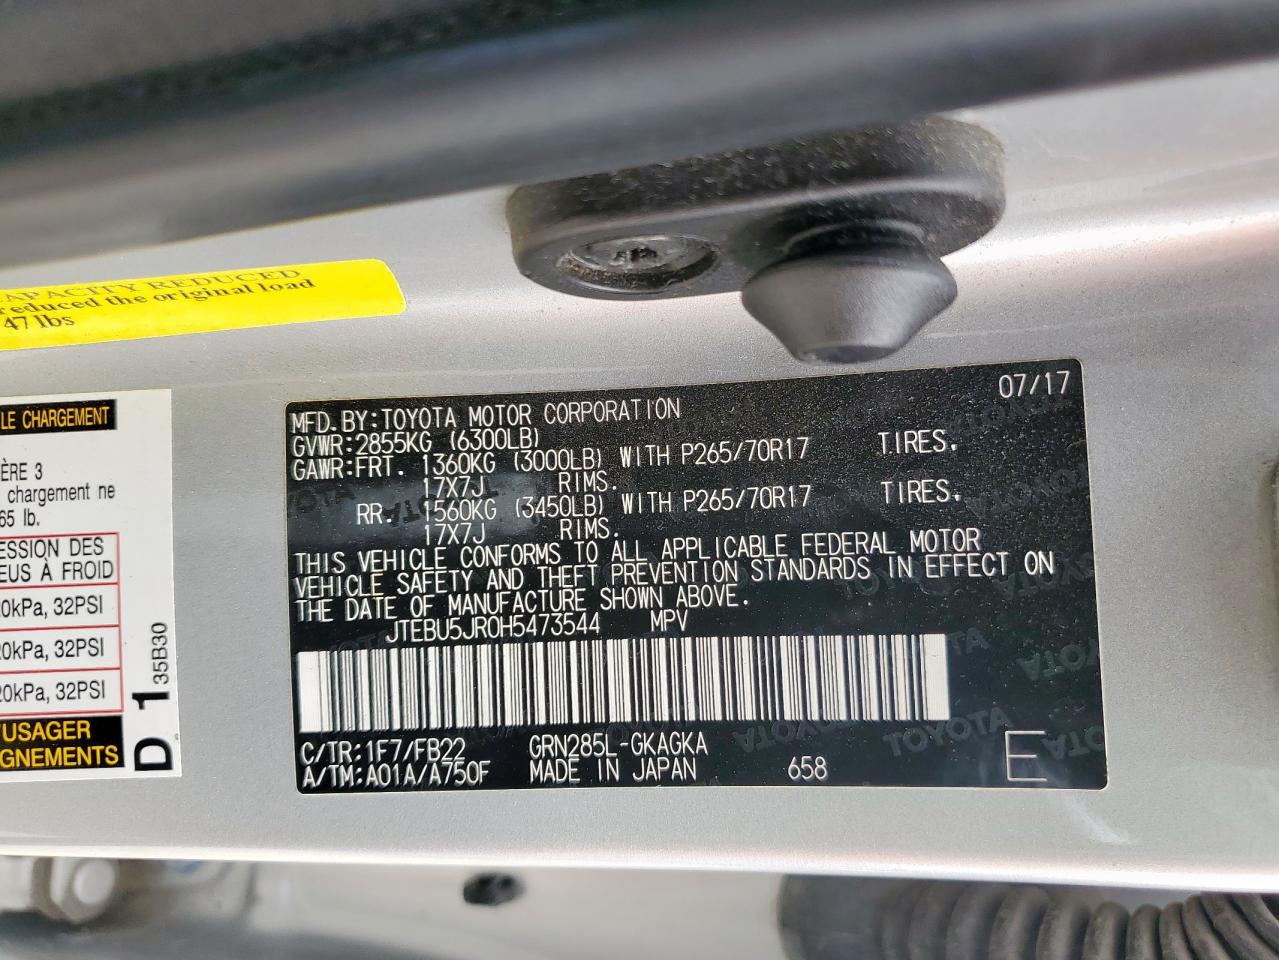 CAPACITY REDUCED
reduced the original load
47 lbs
LE CHARGEMENT
ÈRE 3
chargement ne
65 lb.
ESSION DES
EUS À FROID
20kPa, 32PSI
20kPa, 32PSI
20kPa, 32PSI
'USAGER
GNEMENTS
D 1 35B30
07/17
MFD.BY:TOYOTA MOTOR CORPORATION
GVWR:2855KG (6300LB)
GAWR:FRT. 1360KG (3000LB) WITH P265/70R17 TIRES.
17X7J RIMS.
RR. 1560KG (3450LB) WITH P265/70R17 TIRES.
17X7J RIMS.
THIS VEHICLE CONFORMS TO ALL APPLICABLE FEDERAL MOTOR
VEHICLE SAFETY AND THEFT PREVENTION STANDARDS IN EFFECT ON
THE DATE OF MANUFACTURE SHOWN ABOVE.
JTEBU5JR0H5473544 MPV
C/TR:1F7/FB22 GRN285L-GKAGKA
A/TM:A01A/A750F MADE IN JAPAN 658 E